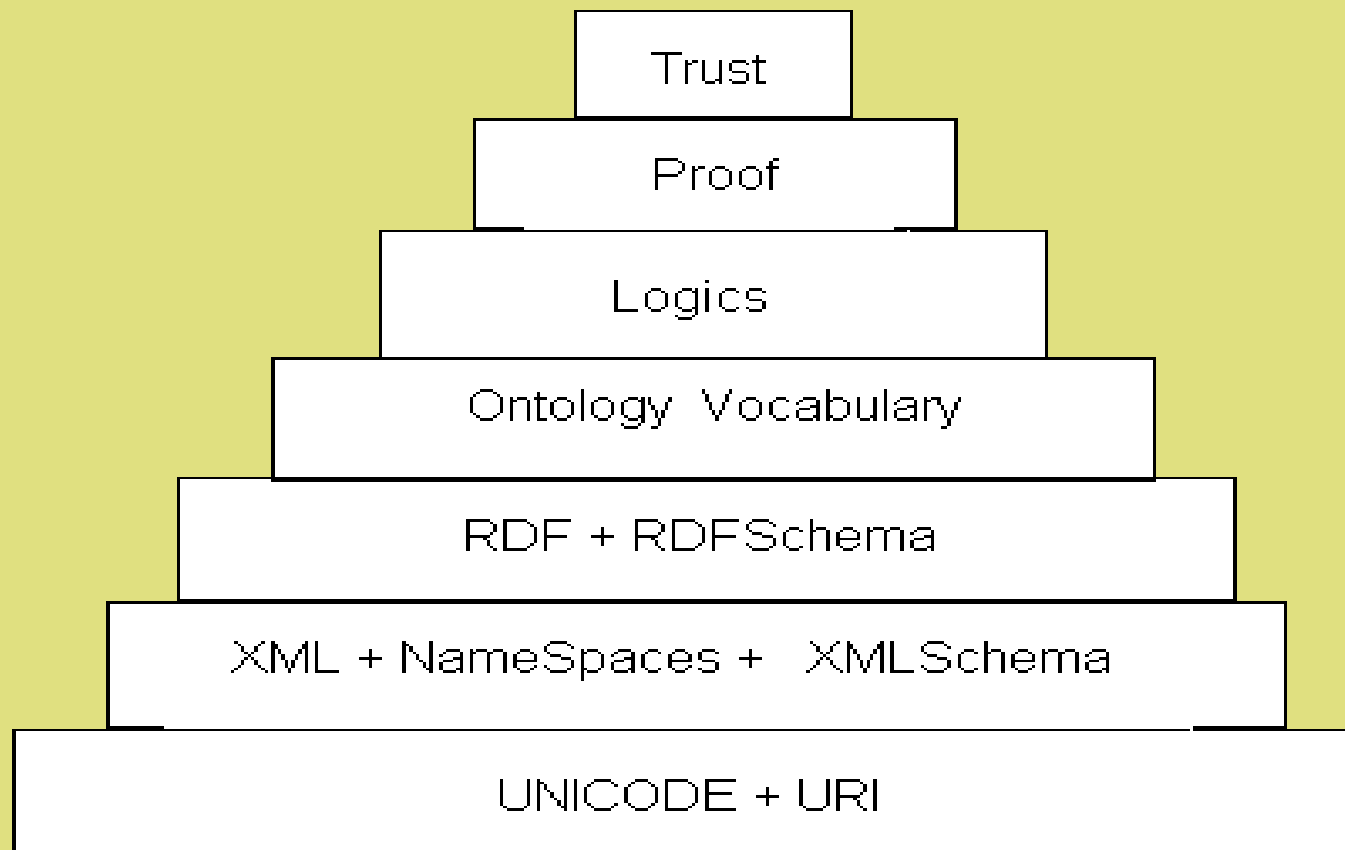 Trust
Proof
Logics
Ontology Vocabulary
RDF + RDFSchema
XML + NameSpaces + XMLSchema
UNICODE + URI